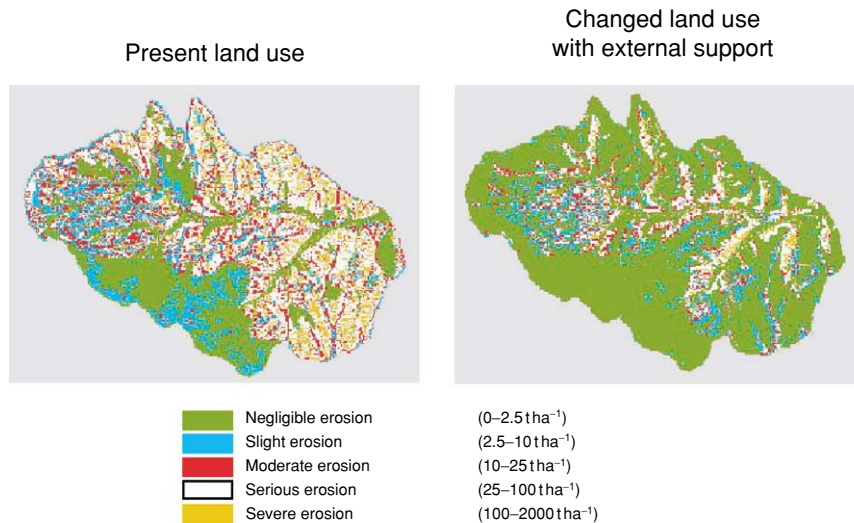 Present land use
Changed land use
with external support
Negligible erosion (0–2.5 t ha⁻¹)
Slight erosion (2.5–10 t ha⁻¹)
Moderate erosion (10–25 t ha⁻¹)
Serious erosion (25–100 t ha⁻¹)
Severe erosion (100–2000 t ha⁻¹)